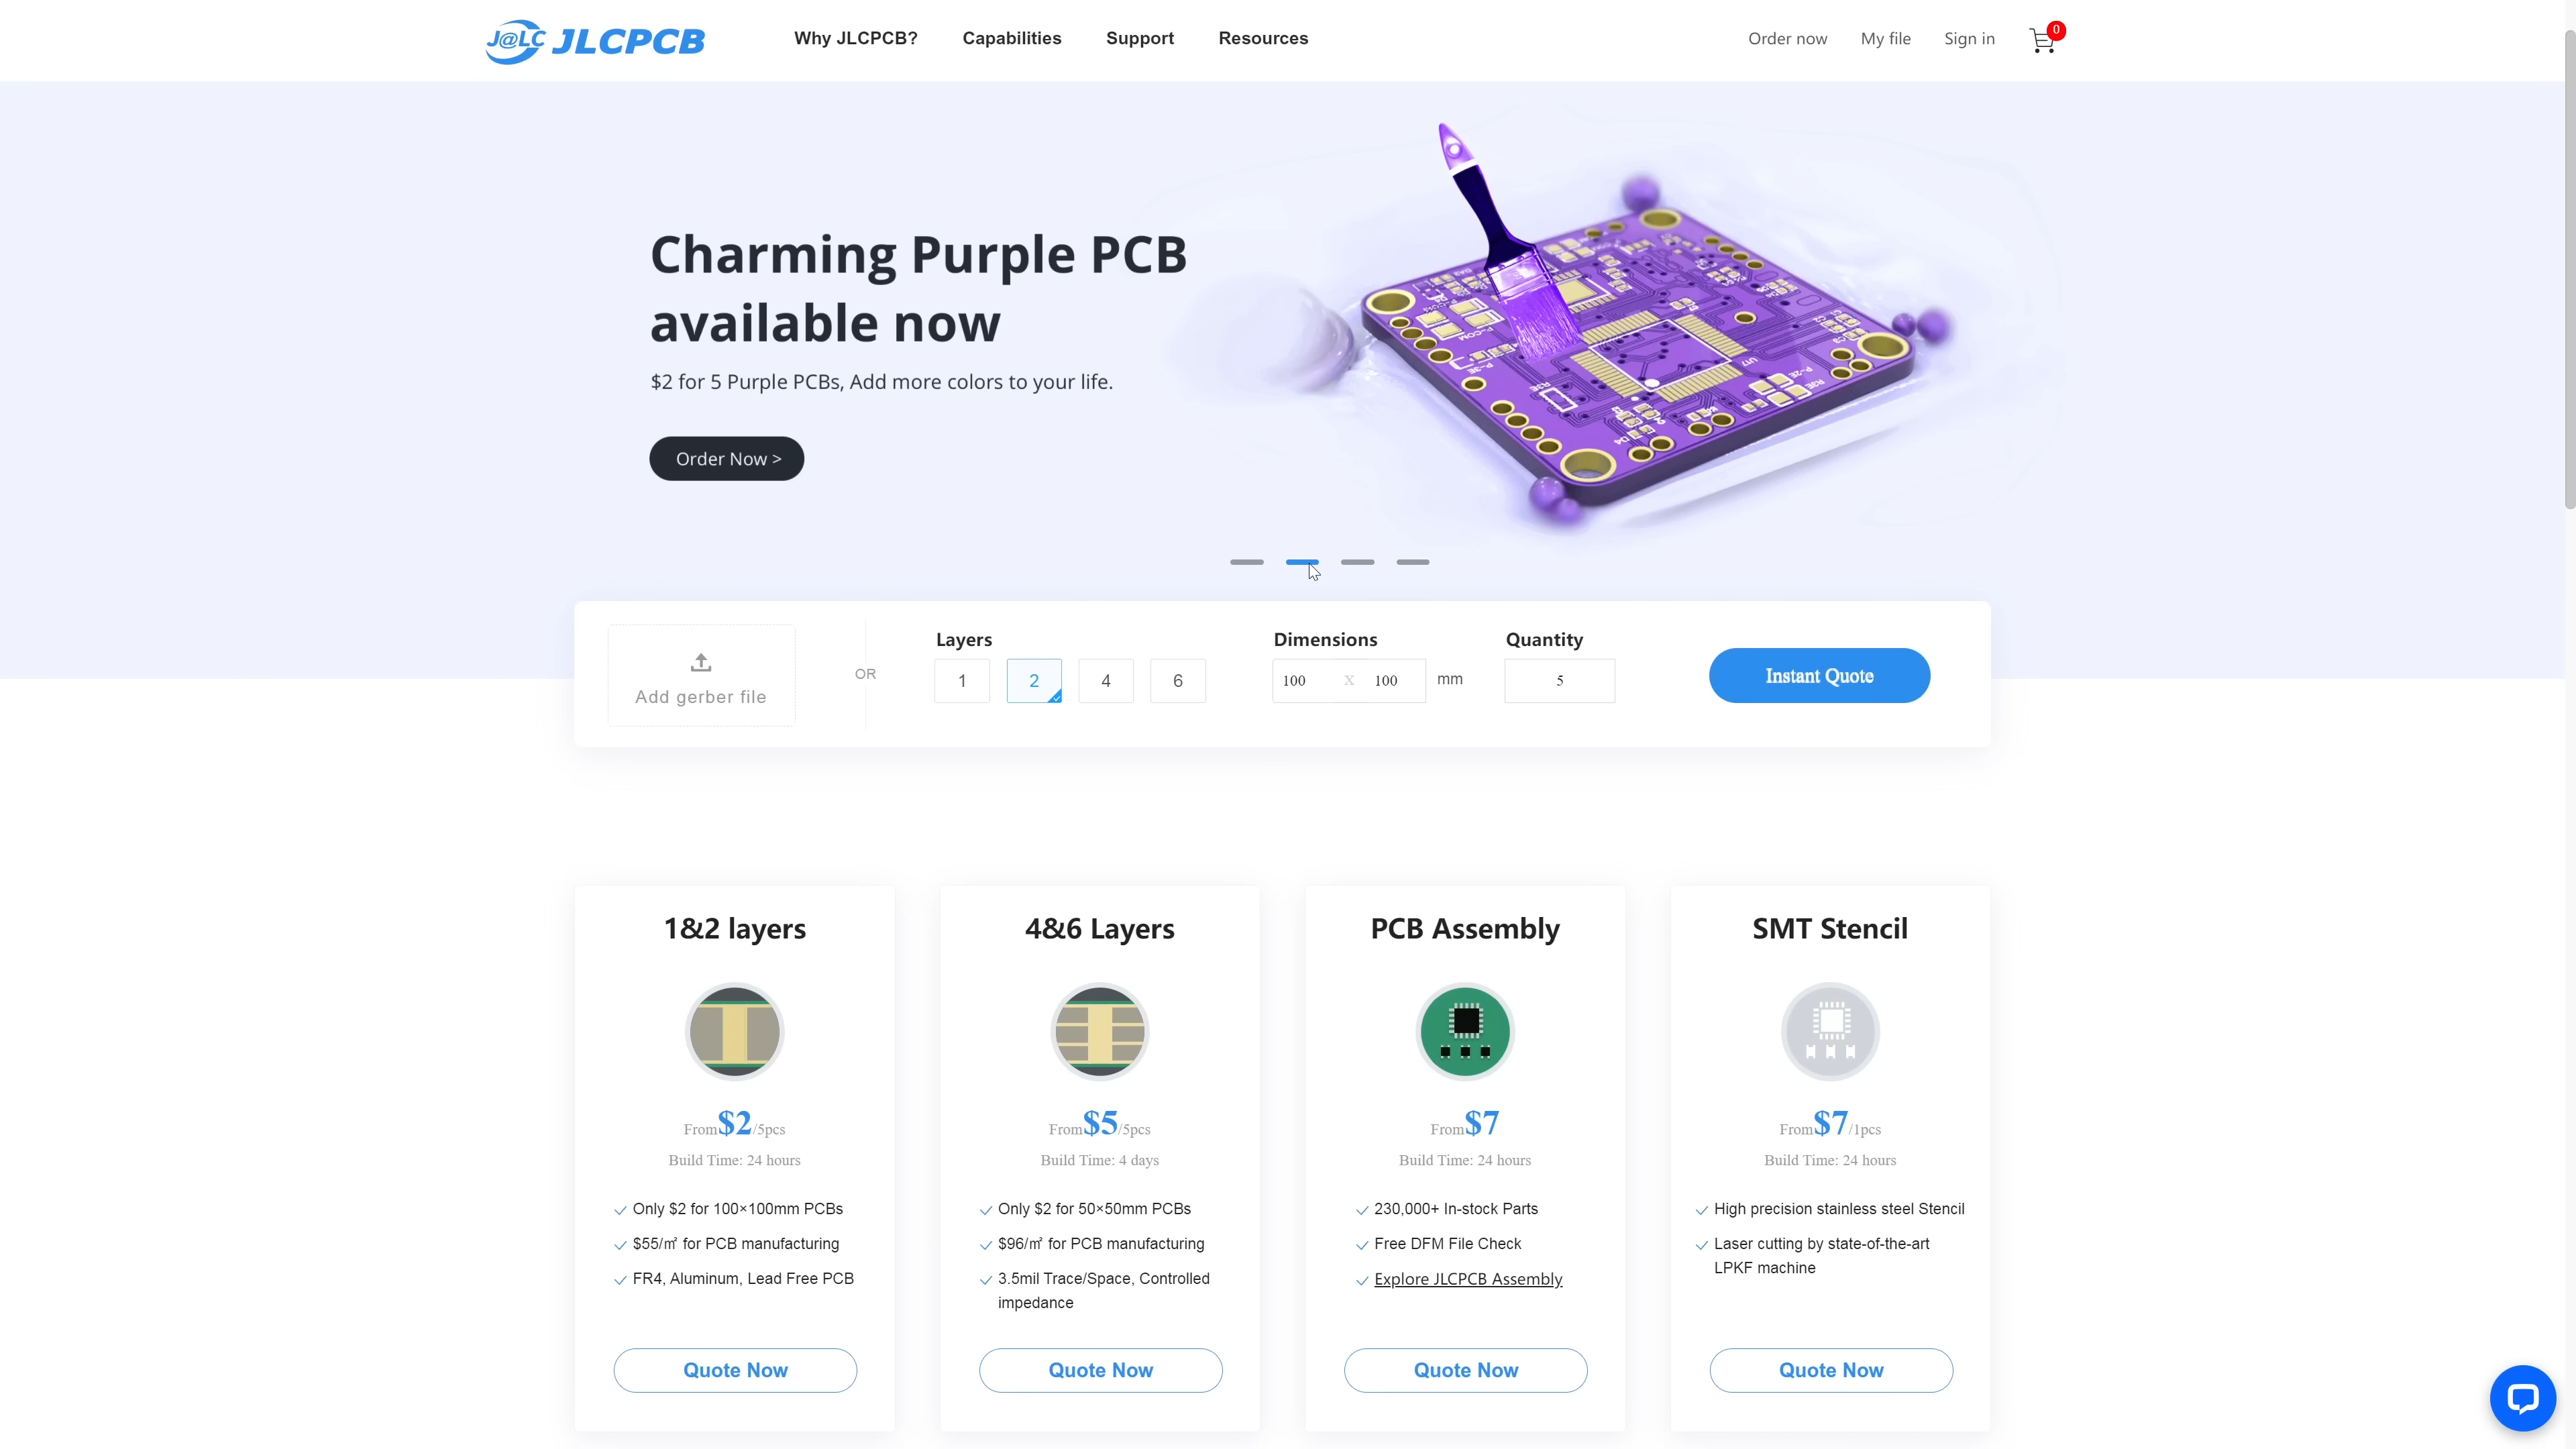 J@LC JLCPCB
Why JLCPCB?
Capabilities
Support
Resources
Order now
My file
Sign in
0
Charming Purple PCB
available now
$2 for 5 Purple PCBs, Add more colors to your life.
Order Now >
Add gerber file
OR
Layers
1
2
4
6
Dimensions
100 X 100 mm
Quantity
5
Instant Quote
1&2 layers
From$2/5pcs
Build Time: 24 hours
Only $2 for 100×100mm PCBs
$55/㎡ for PCB manufacturing
FR4, Aluminum, Lead Free PCB
Quote Now
4&6 Layers
From$5/5pcs
Build Time: 4 days
Only $2 for 50×50mm PCBs
$96/㎡ for PCB manufacturing
3.5mil Trace/Space, Controlled
impedance
Quote Now
PCB Assembly
From$7
Build Time: 24 hours
230,000+ In-stock Parts
Free DFM File Check
Explore JLCPCB Assembly
Quote Now
SMT Stencil
From$7/1pcs
Build Time: 24 hours
High precision stainless steel Stencil
Laser cutting by state-of-the-art
LPKF machine
Quote Now